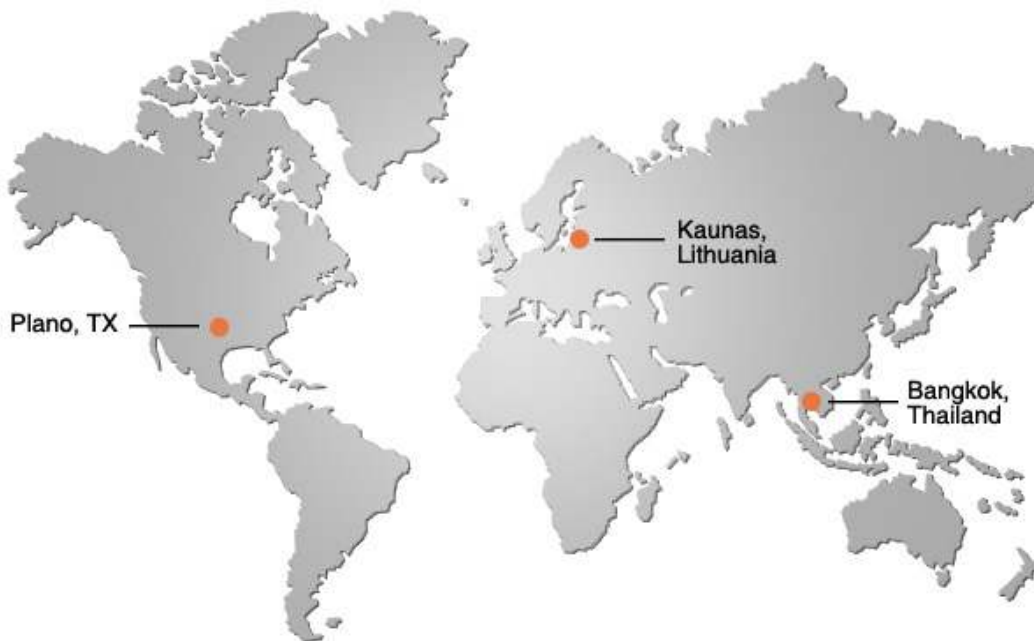 Kaunas,
Lithuania
Plano, TX
Bangkok,
Thailand